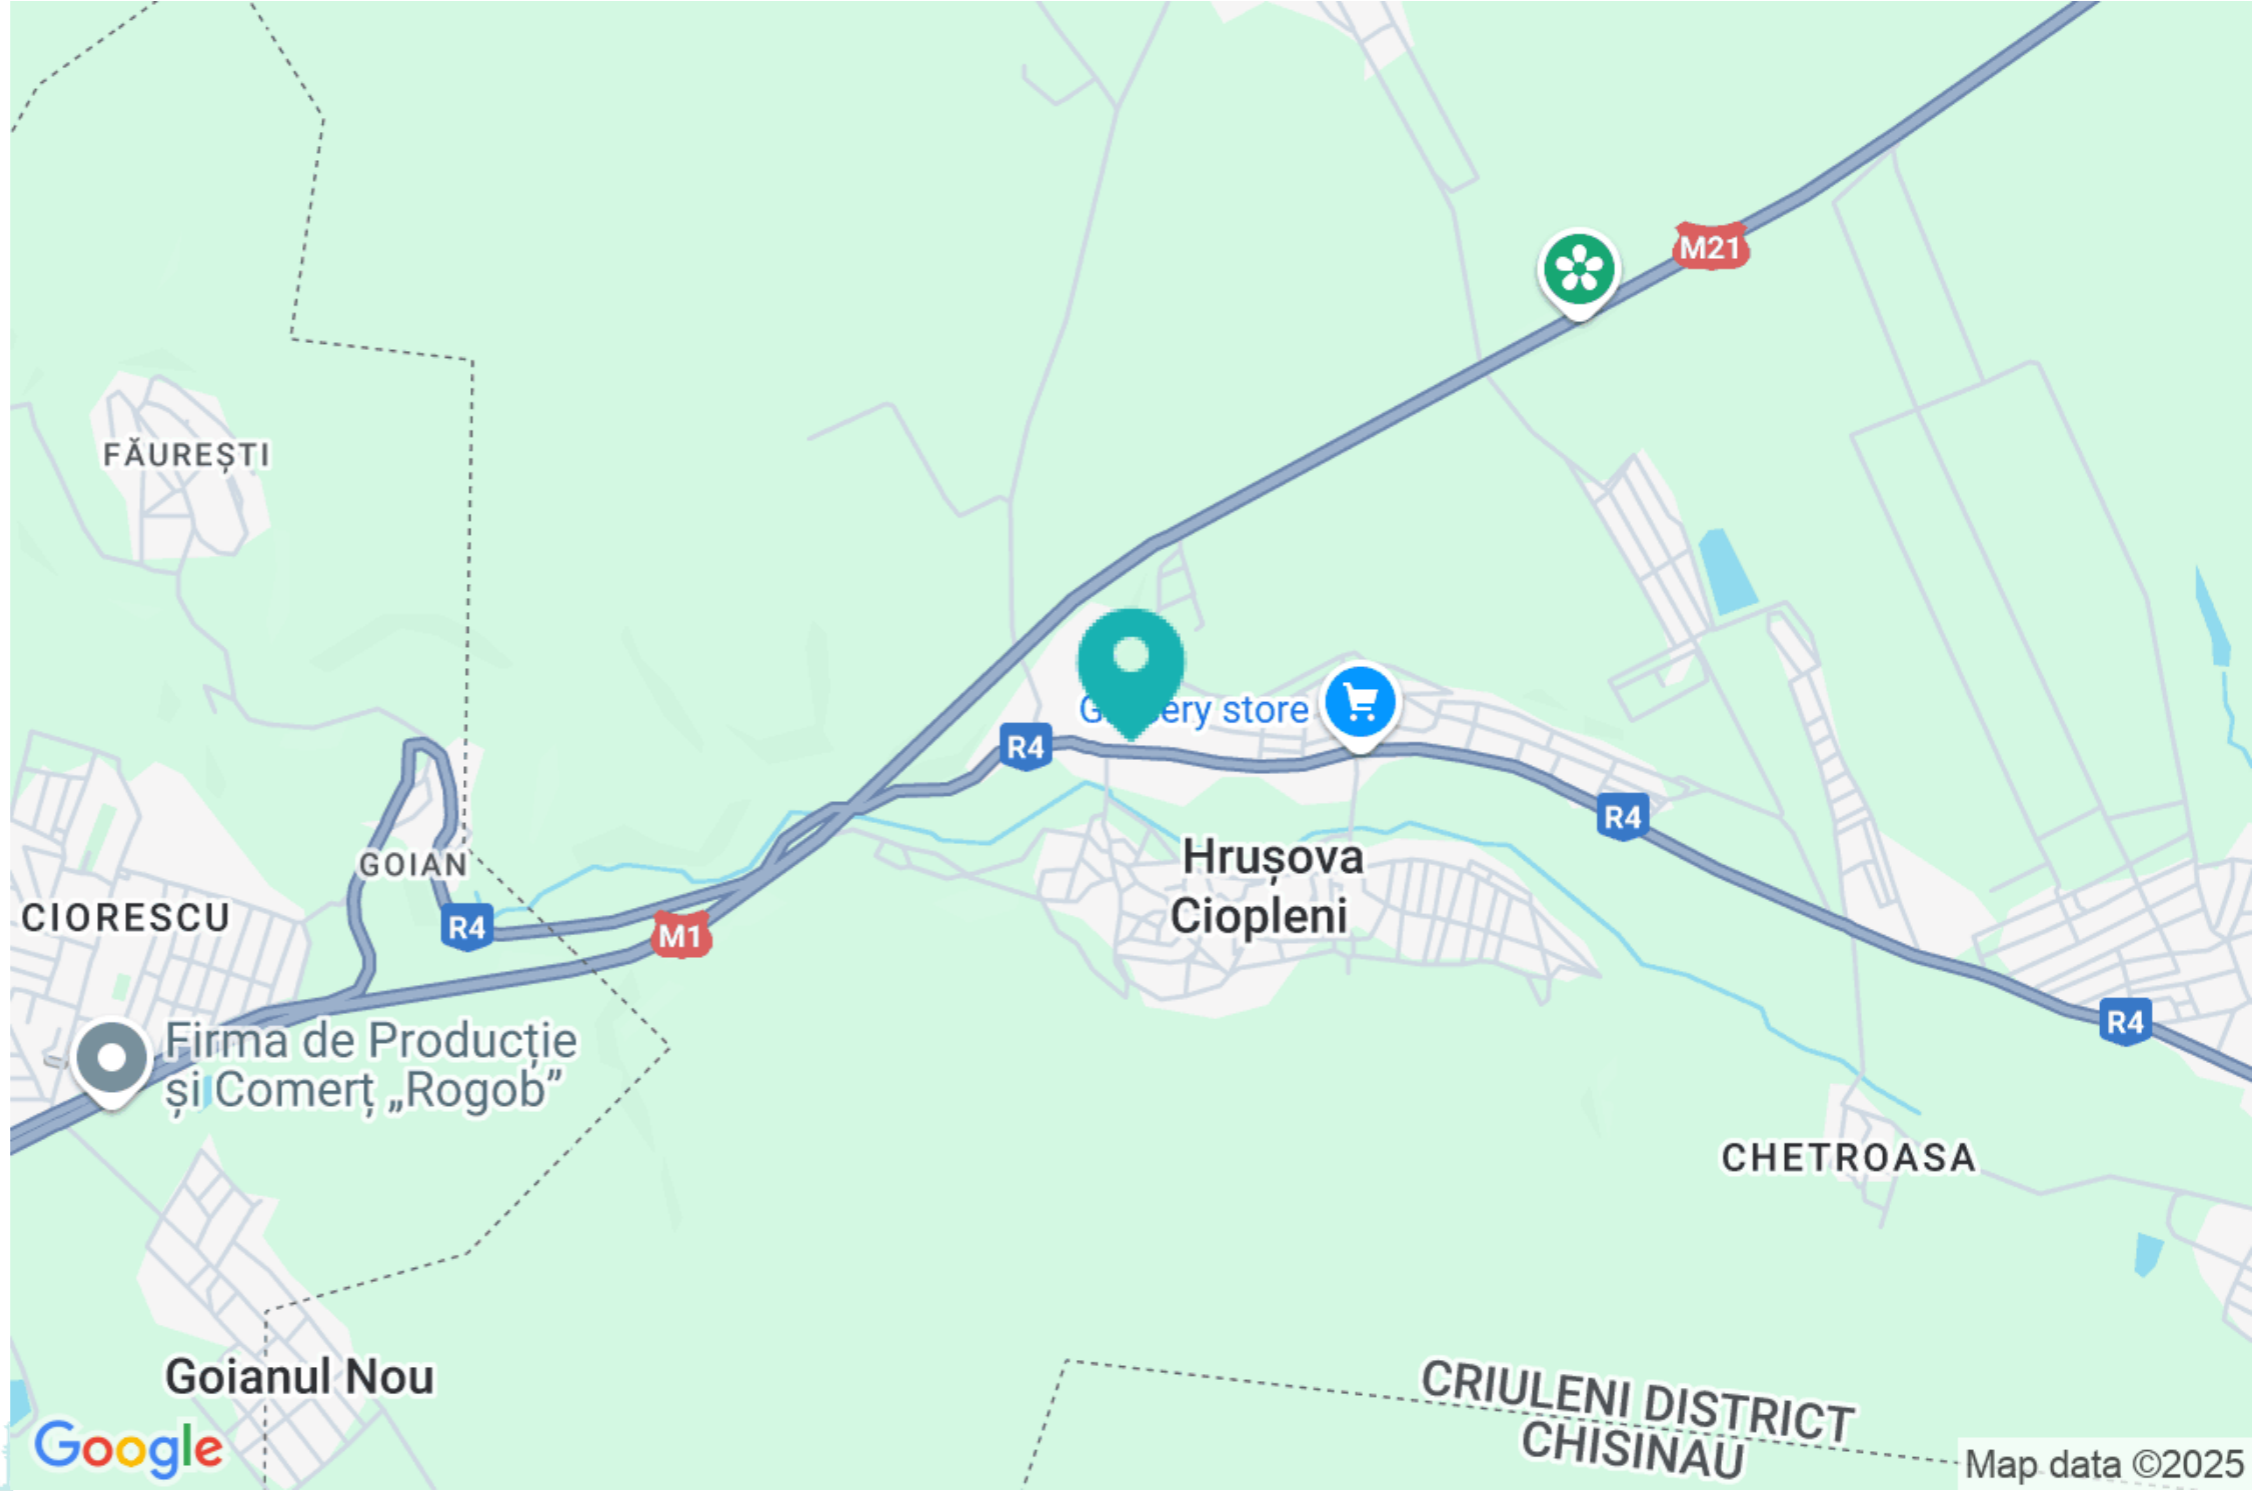 M21
FĂUREȘTI
store
R4
R4
Hrușova
GOIAN
Ciopleni
CIORESCU
R4
M1
R4
Firma de Producție
și Comerț „Rogob”
CHETROASA
Goianul Nou
CRIULENI DISTRICT
CHISINAU
Google
Map data ©2025